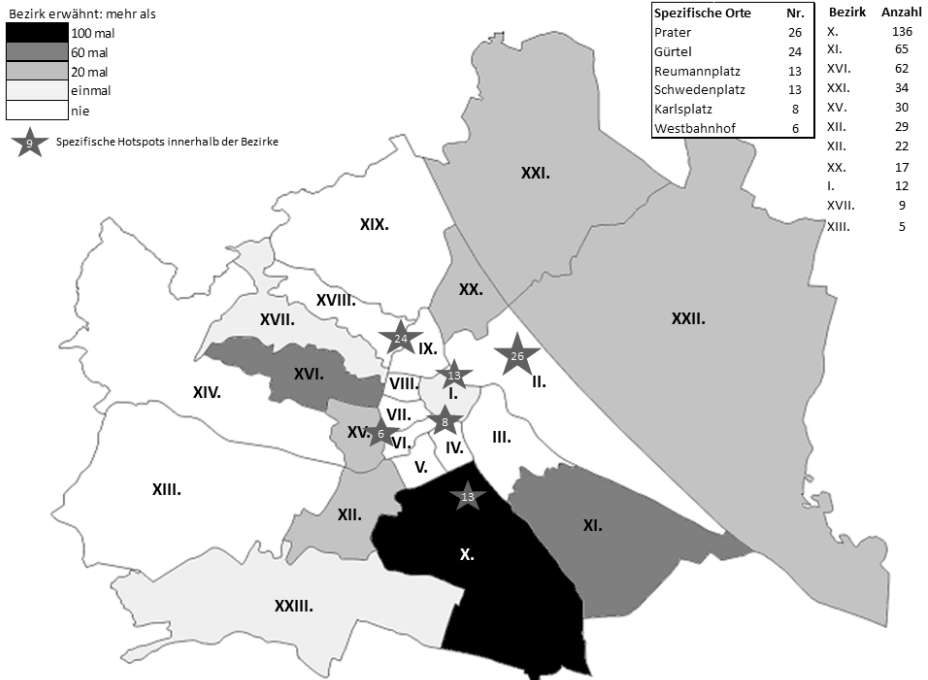 Bezirk erwähnt: mehr als
100 mal
60 mal
20 mal
einmal
nie
9 Spezifische Hotspots innerhalb der Bezirke
Spezifische Orte Nr.
Prater 26
Gürtel 24
Reumannplatz 13
Schwedenplatz 13
Karlsplatz 8
Westbahnhof 6
Bezirk Anzahl
X. 136
XI. 65
XVI. 62
XXI. 34
XV. 30
XII. 29
XII. 22
XX. 17
I. 12
XVII. 9
XIII. 5
XXI.
XIX.
XX.
XVIII.
XVII.
XXII.
24
IX.
26
II.
XVI.
13
VIII.
I.
XIV.
VII.
8
XV.
6
VI.
IV.
III.
V.
XIII.
13
XII.
XI.
X.
XXIII.